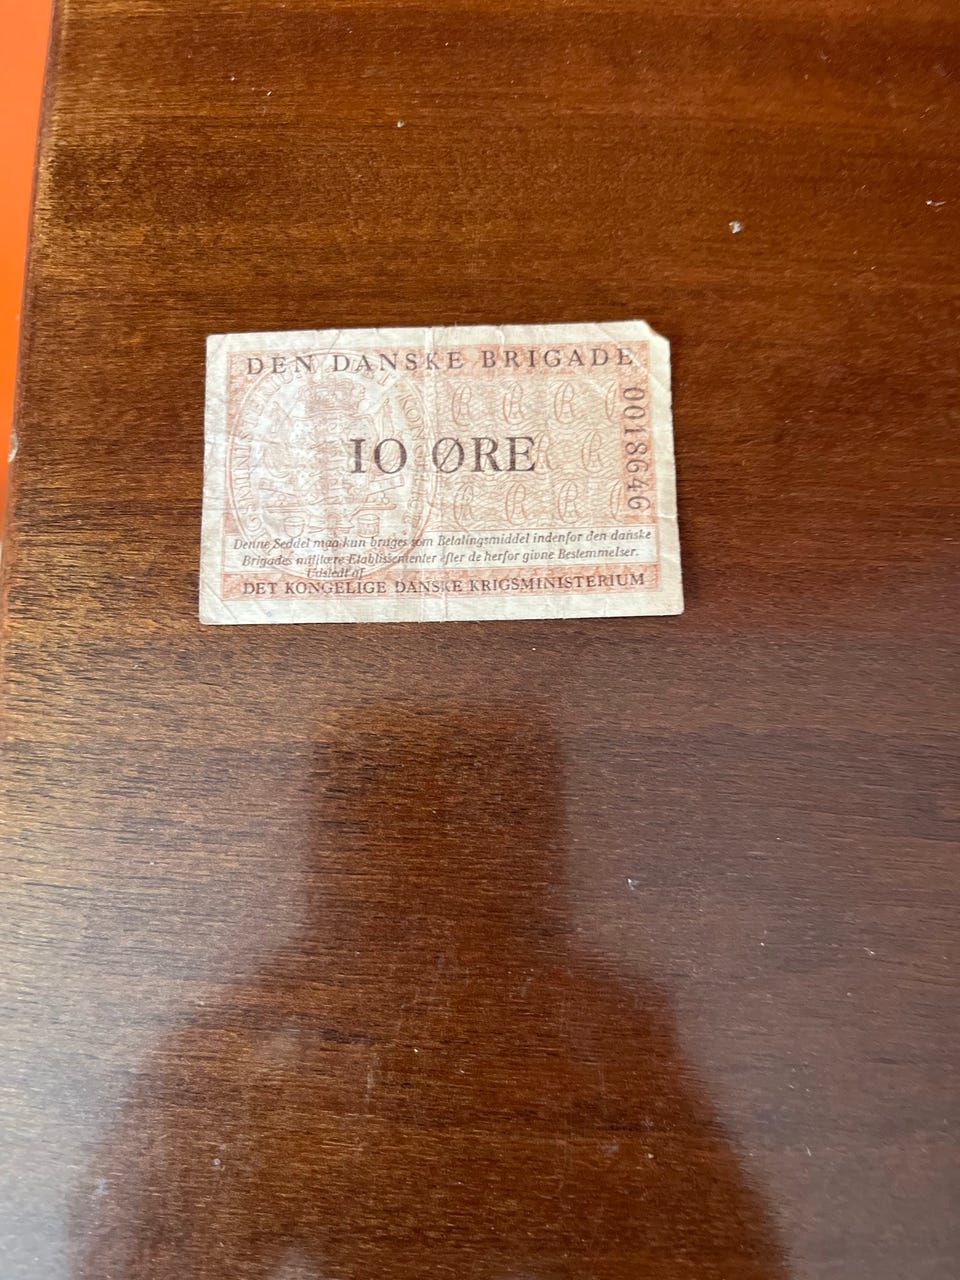 DEN DANSKE BRIGADE
0018646
10 ØRE
Denne Seddel maa kun bruges som Betalingsmiddel indenfor den danske
Brigades militære Etablissementer efter de herfor givne Bestemmelser.
Udstedt af
DET KONGELIGE DANSKE KRIGSMINISTERIUM